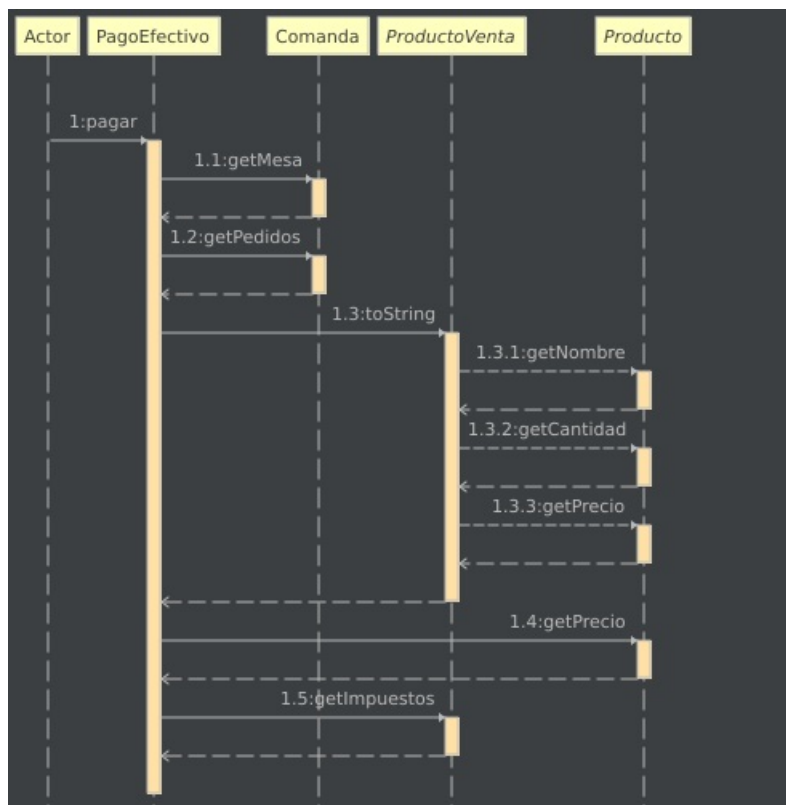 Actor PagoEfectivo Comanda ProductoVenta Producto
1:pagar
1.1:getMesa
1.2:getPedidos
1.3:toString
1.3.1:getNombre
1.3.2:getCantidad
1.3.3:getPrecio
1.4:getPrecio
1.5:getImpuestos